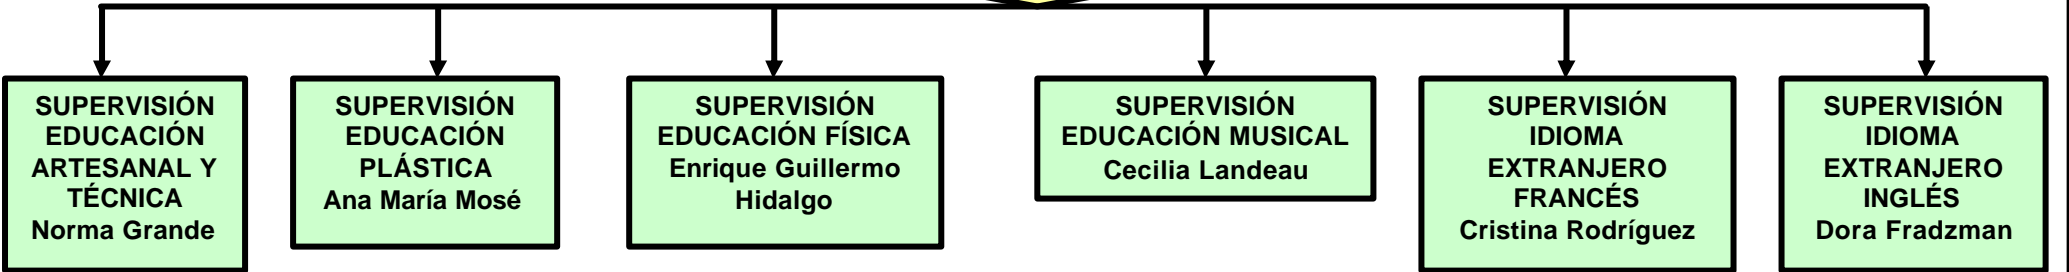 SUPERVISIÓN
EDUCACIÓN
ARTESANAL Y
TÉCNICA
Norma Grande
SUPERVISIÓN
EDUCACIÓN
PLÁSTICA
Ana María Mosé
SUPERVISIÓN
EDUCACIÓN FÍSICA
Enrique Guillermo
Hidalgo
SUPERVISIÓN
EDUCACIÓN MUSICAL
Cecilia Landeau
SUPERVISIÓN
IDIOMA
EXTRANJERO
FRANCÉS
Cristina Rodríguez
SUPERVISIÓN
IDIOMA
EXTRANJERO
INGLÉS
Dora Fradzman